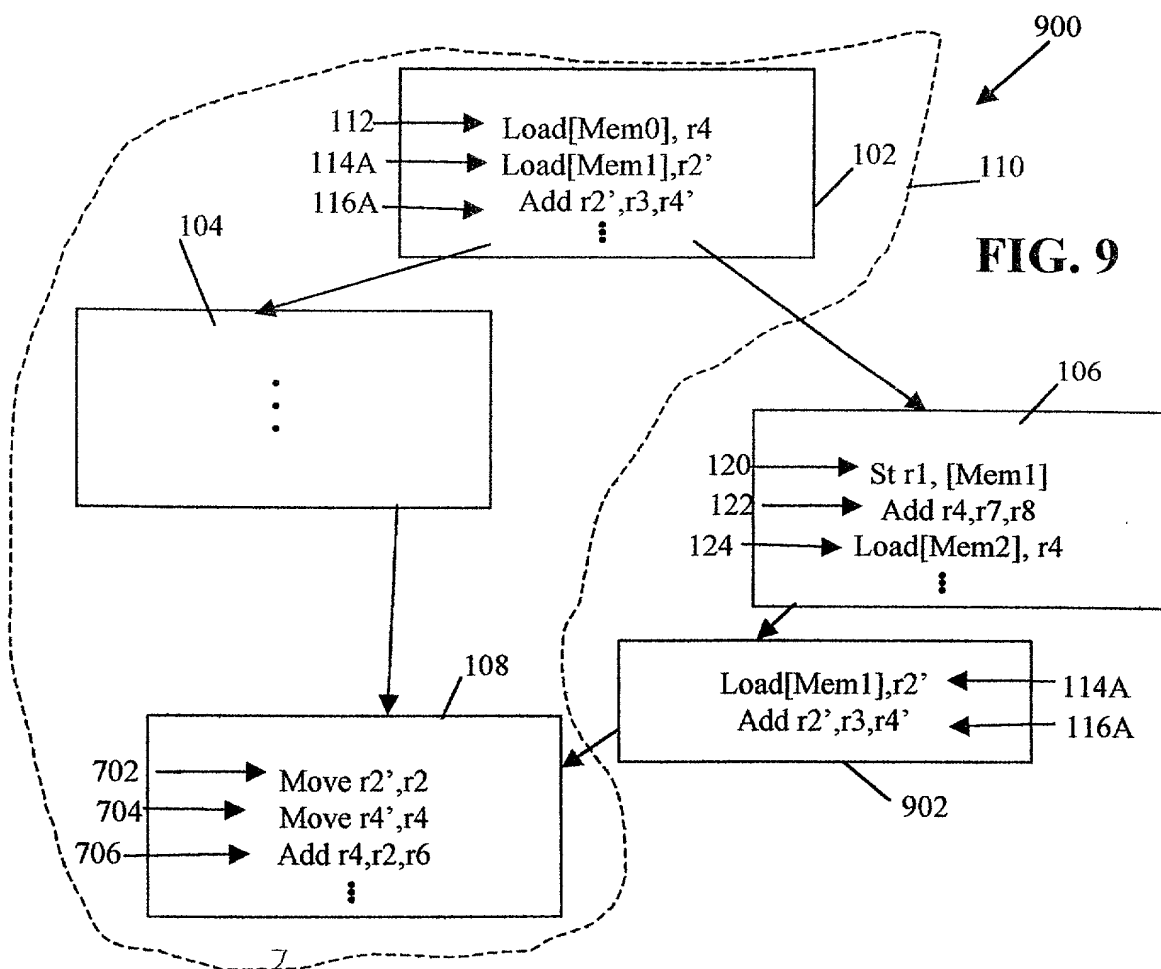 900
112 Load[Mem0], r4
114A Load[Mem1],r2'
116A Add r2',r3,r4'
102
110
FIG. 9
104
106
120 St r1, [Mem1]
122 Add r4,r7,r8
124 Load[Mem2], r4
108
Load[Mem1],r2' 114A
Add r2',r3,r4' 116A
902
702 Move r2',r2
704 Move r4',r4
706 Add r4,r2,r6